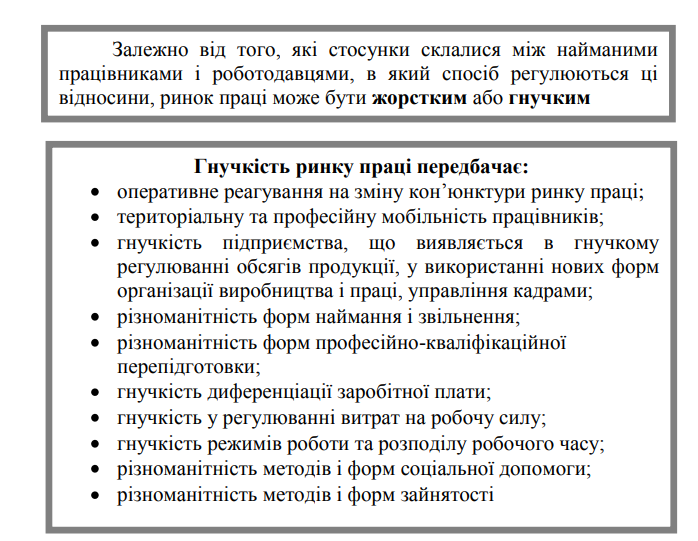 Залежно від того, які стосунки склалися між найманими
працівниками і роботодавцями, в який спосіб регулюються ці
відносини, ринок праці може бути жорстким або гнучким
Гнучкість ринку праці передбачає:
• оперативне реагування на зміну кон’юнктури ринку праці;
• територіальну та професійну мобільність працівників;
• гнучкість підприємства, що виявляється в гнучкому
регулюванні обсягів продукції, у використанні нових форм
організації виробництва і праці, управління кадрами;
• різноманітність форм наймання і звільнення;
• різноманітність форм професійно-кваліфікаційної
перепідготовки;
• гнучкість диференціації заробітної плати;
• гнучкість у регулюванні витрат на робочу силу;
• гнучкість режимів роботи та розподілу робочого часу;
• різноманітність методів і форм соціальної допомоги;
• різноманітність методів і форм зайнятості